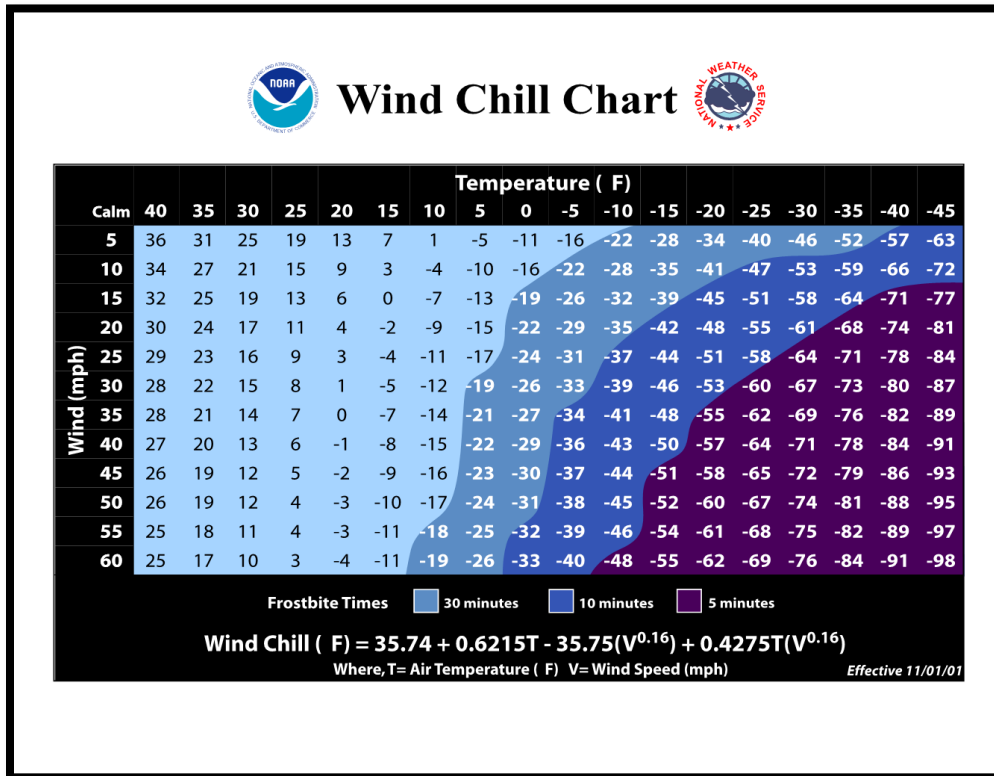 NATIONAL OCEANIC AND ATMOSPHERIC ADMINISTRATION
NOAA
U.S. DEPARTMENT OF COMMERCE
Wind Chill Chart
NATIONAL WEATHER SERVICE
Temperature ( F)
Calm 40 35 30 25 20 15 10 5 0 -5 -10 -15 -20 -25 -30 -35 -40 -45
Wind (mph)
5 36 31 25 19 13 7 1 -5 -11 -16 -22 -28 -34 -40 -46 -52 -57 -63
10 34 27 21 15 9 3 -4 -10 -16 -22 -28 -35 -41 -47 -53 -59 -66 -72
15 32 25 19 13 6 0 -7 -13 -19 -26 -32 -39 -45 -51 -58 -64 -71 -77
20 30 24 17 11 4 -2 -9 -15 -22 -29 -35 -42 -48 -55 -61 -68 -74 -81
25 29 23 16 9 3 -4 -11 -17 -24 -31 -37 -44 -51 -58 -64 -71 -78 -84
30 28 22 15 8 1 -5 -12 -19 -26 -33 -39 -46 -53 -60 -67 -73 -80 -87
35 28 21 14 7 0 -7 -14 -21 -27 -34 -41 -48 -55 -62 -69 -76 -82 -89
40 27 20 13 6 -1 -8 -15 -22 -29 -36 -43 -50 -57 -64 -71 -78 -84 -91
45 26 19 12 5 -2 -9 -16 -23 -30 -37 -44 -51 -58 -65 -72 -79 -86 -93
50 26 19 12 4 -3 -10 -17 -24 -31 -38 -45 -52 -60 -67 -74 -81 -88 -95
55 25 18 11 4 -3 -11 -18 -25 -32 -39 -46 -54 -61 -68 -75 -82 -89 -97
60 25 17 10 3 -4 -11 -19 -26 -33 -40 -48 -55 -62 -69 -76 -84 -91 -98
Frostbite Times 30 minutes 10 minutes 5 minutes
Wind Chill ( F) = 35.74 + 0.6215T - 35.75(V^0.16) + 0.4275T(V^0.16)
Where, T= Air Temperature ( F) V= Wind Speed (mph)
Effective 11/01/01